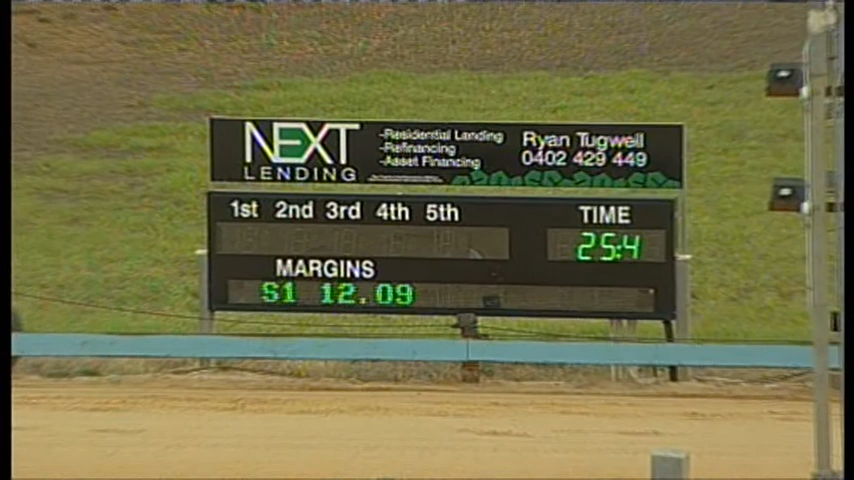 NEXT
LENDING
-Residential Lending
-Refinancing
-Asset Financing
Ryan Tugwell
0402 429 449
1st 2nd 3rd 4th 5th
TIME
25:4
MARGINS
S1 12.09